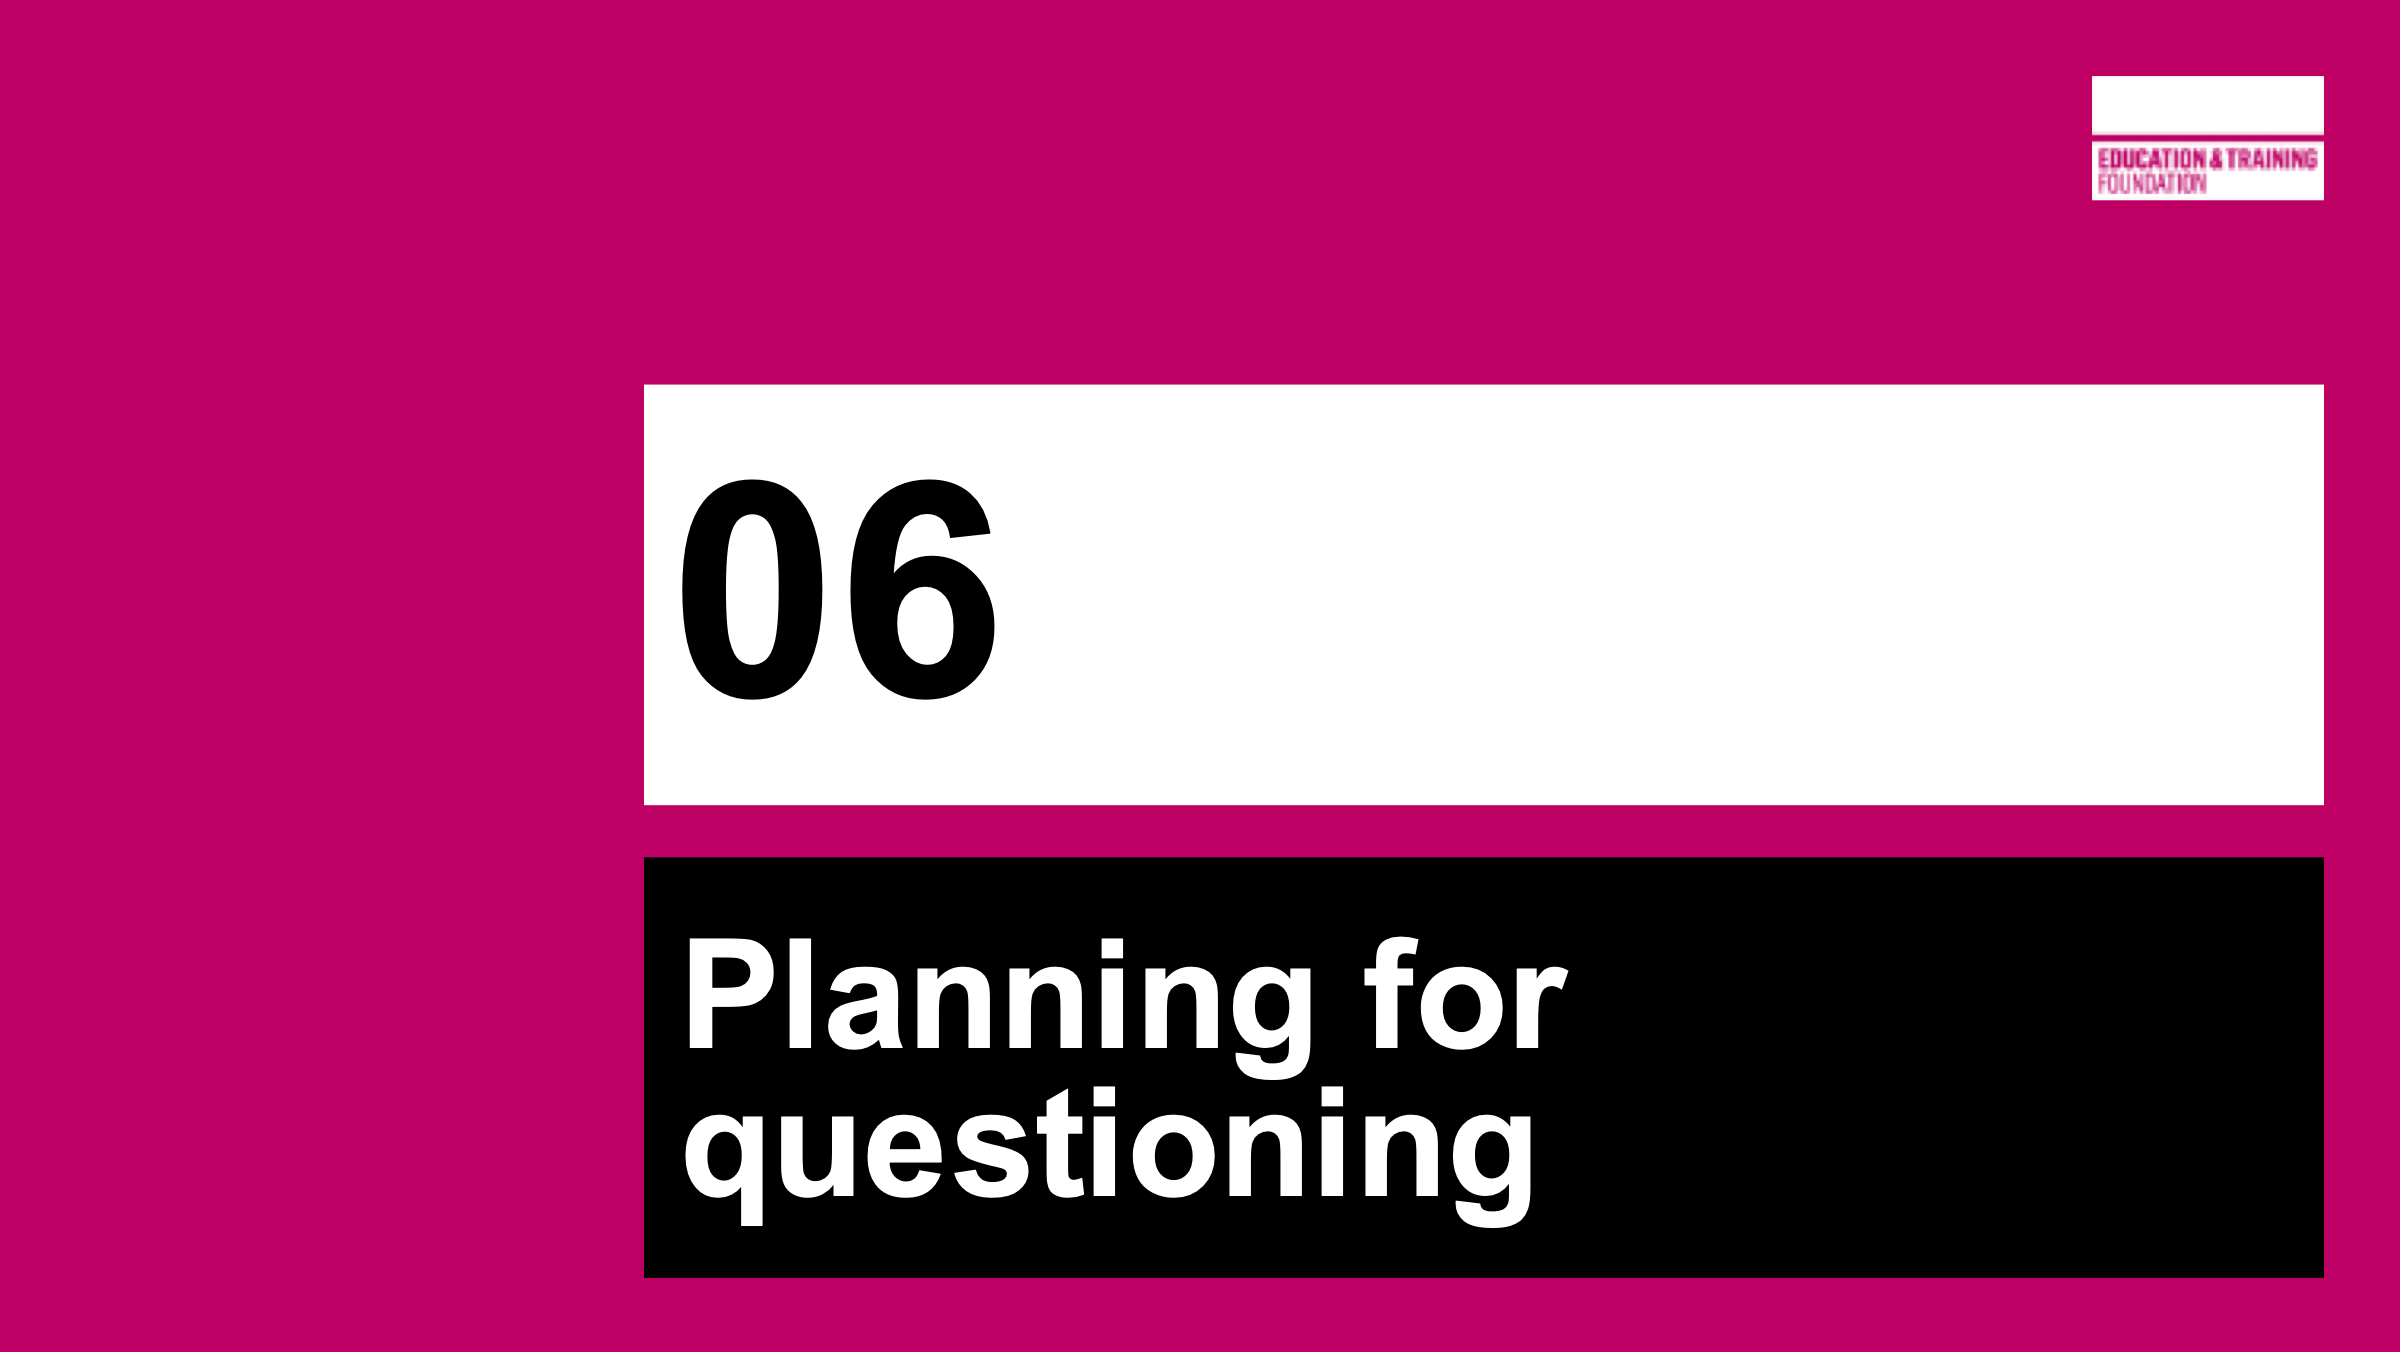 EDUCATION & TRAINING
FOUNDATION
06
Planning for
questioning